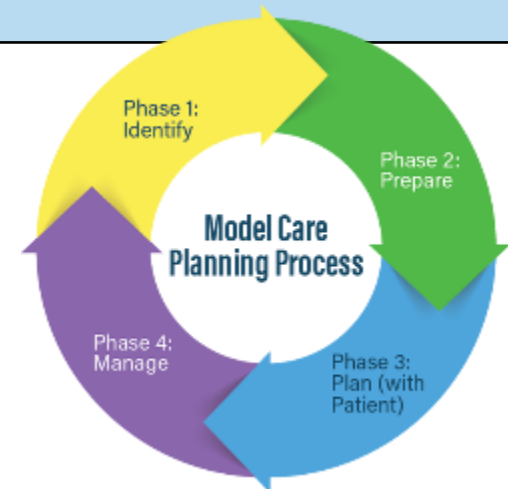 Phase 1:
Identify
Phase 2:
Prepare
Model Care
Planning Process
Phase 3:
Plan (with
Patient)
Phase 4:
Manage